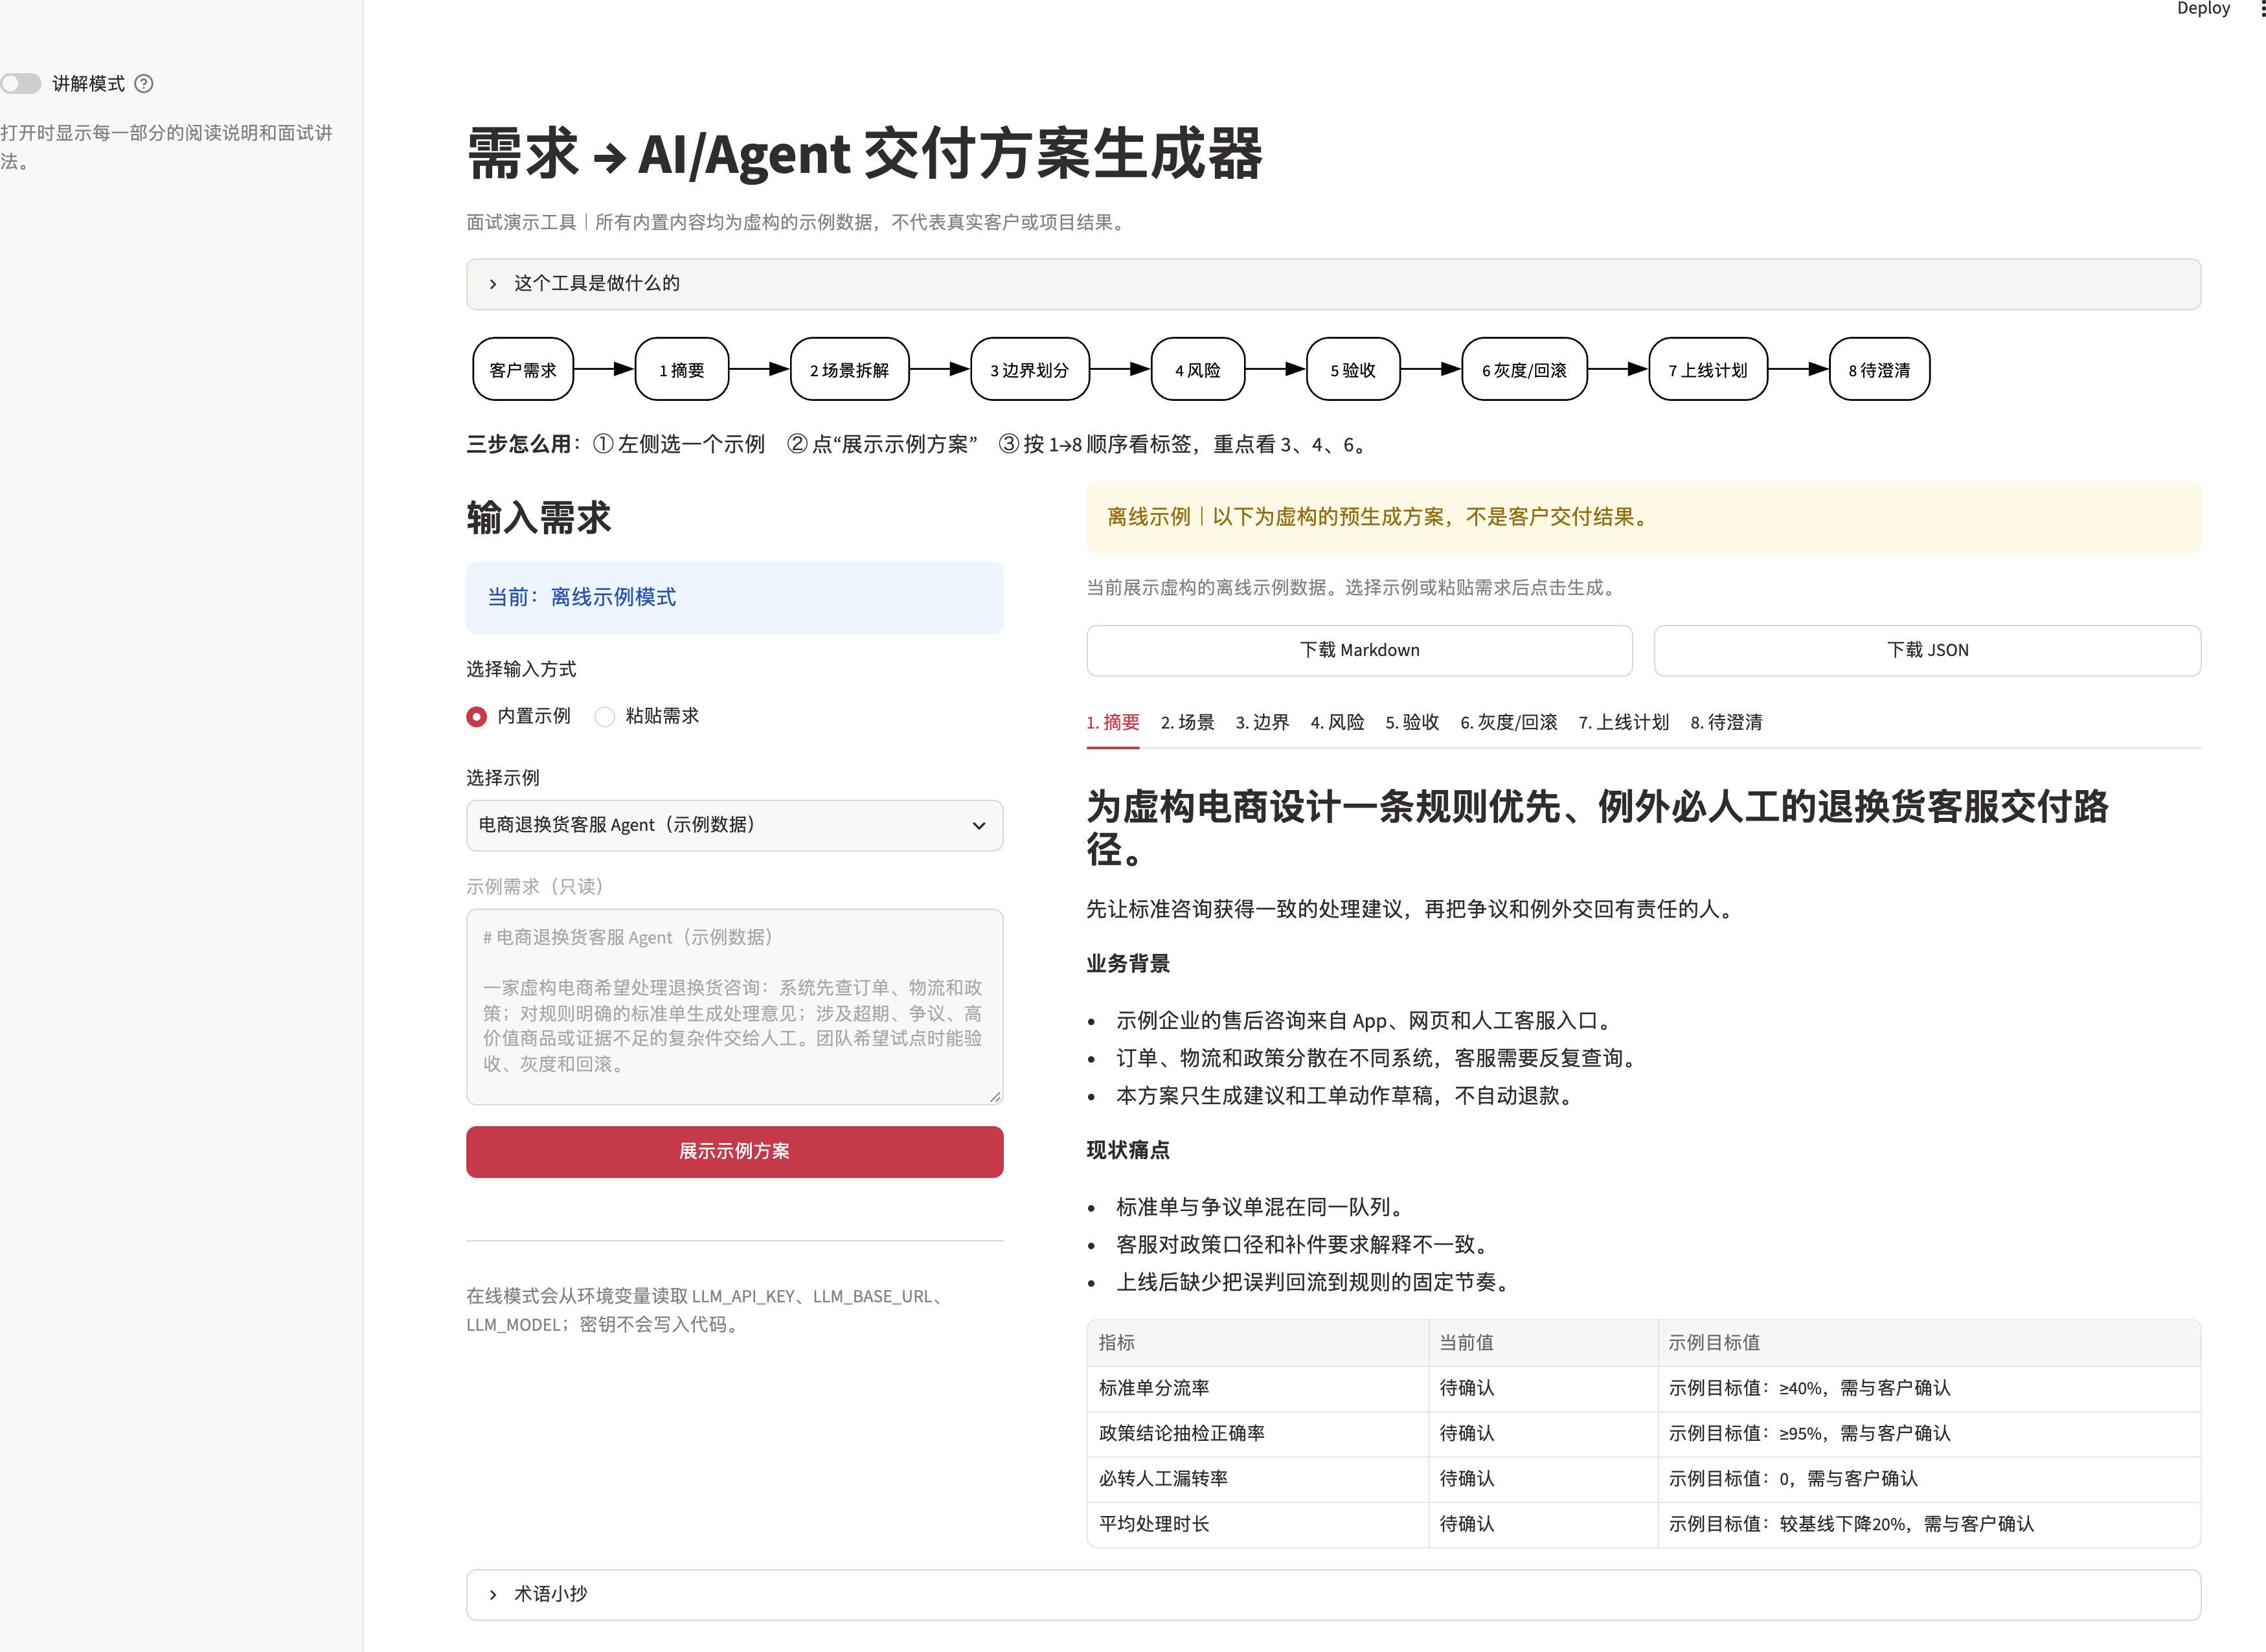 Deploy
讲解模式
打开时显示每一部分的阅读说明和面试讲
法。
需求 → AI/Agent 交付方案生成器
面试演示工具｜所有内置内容均为虚构的示例数据，不代表真实客户或项目结果。
这个工具是做什么的
客户需求
1 摘要
2 场景拆解
3 边界划分
4 风险
5 验收
6 灰度/回滚
7 上线计划
8 待澄清
三步怎么用：① 左侧选一个示例 ② 点“展示示例方案” ③ 按 1→8 顺序看标签，重点看 3、4、6。
输入需求
当前：离线示例模式
选择输入方式
内置示例
粘贴需求
选择示例
电商退换货客服 Agent（示例数据）
示例需求（只读）
# 电商退换货客服 Agent（示例数据）
一家虚构电商希望处理退换货咨询：系统先查订单、物流和政
策；对规则明确的标准单生成处理意见；涉及超期、争议、高
价值商品或证据不足的复杂件交给人工。团队希望试点时能验
收、灰度和回滚。
展示示例方案
在线模式会从环境变量读取 LLM_API_KEY、LLM_BASE_URL、
LLM_MODEL；密钥不会写入代码。
离线示例｜以下为虚构的预生成方案，不是客户交付结果。
当前展示虚构的离线示例数据。选择示例或粘贴需求后点击生成。
下载 Markdown
下载 JSON
1. 摘要 2. 场景 3. 边界 4. 风险 5. 验收 6. 灰度/回滚 7. 上线计划 8. 待澄清
为虚构电商设计一条规则优先、例外必人工的退换货客服交付路
径。
先让标准咨询获得一致的处理建议，再把争议和例外交回有责任的人。
业务背景
• 示例企业的售后咨询来自 App、网页和人工客服入口。
• 订单、物流和政策分散在不同系统，客服需要反复查询。
• 本方案只生成建议和工单动作草稿，不自动退款。
现状痛点
• 标准单与争议单混在同一队列。
• 客服对政策口径和补件要求解释不一致。
• 上线后缺少把误判回流到规则的固定节奏。
指标 当前值 示例目标值
标准单分流率 待确认 示例目标值：≥40%，需与客户确认
政策结论抽检正确率 待确认 示例目标值：≥95%，需与客户确认
必转人工漏转率 待确认 示例目标值：0，需与客户确认
平均处理时长 待确认 示例目标值：较基线下降20%，需与客户确认
术语小抄